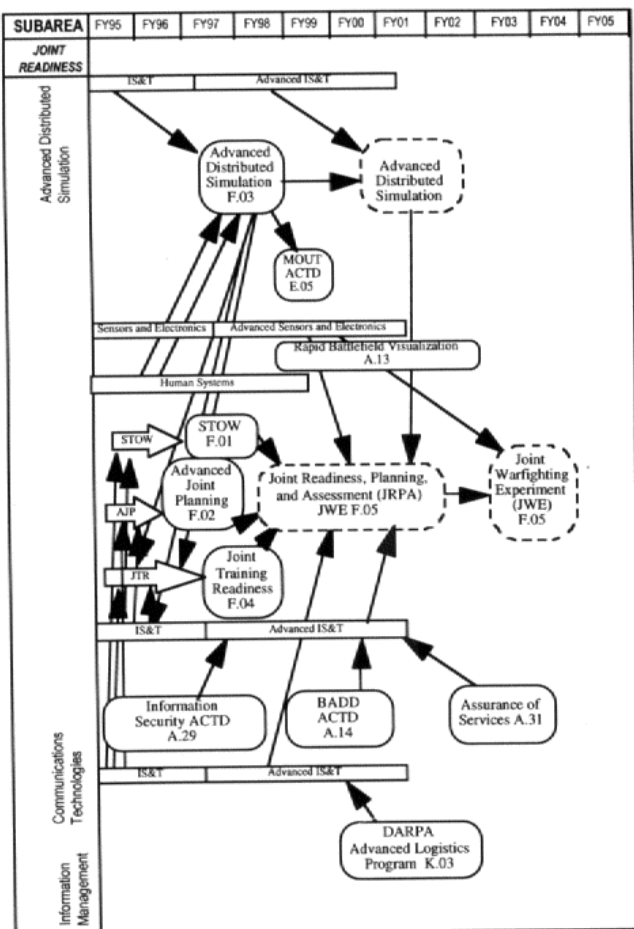 SUBAREA FY95 FY96 FY97 FY98 FY99 FY00 FY01 FY02 FY03 FY04 FY05
JOINT
READINESS
IS&T Advanced IS&T
Advanced Distributed
Simulation
Advanced
Distributed
Simulation
F.03
Advanced
Distributed
Simulation
MOUT
ACTD
E.05
Sensors and Electronics Advanced Sensors and Electronics
Rapid Battlefield Visualization
A.13
Human Systems
STOW
STOW
F.01
Advanced
Joint
Planning
F.02
AJP
Joint Readiness, Planning,
and Assessment (JRPA)
JWE F.05
Joint
Warfighting
Experiment
(JWE)
F.05
JTR
Joint
Training
Readiness
F.04
IS&T Advanced IS&T
Information
Security ACTD
A.29
BADD
ACTD
A.14
Assurance of
Services A.31
Communications
Technologies
IS&T Advanced IS&T
DARPA
Advanced Logistics
Program K.03
Information
Management